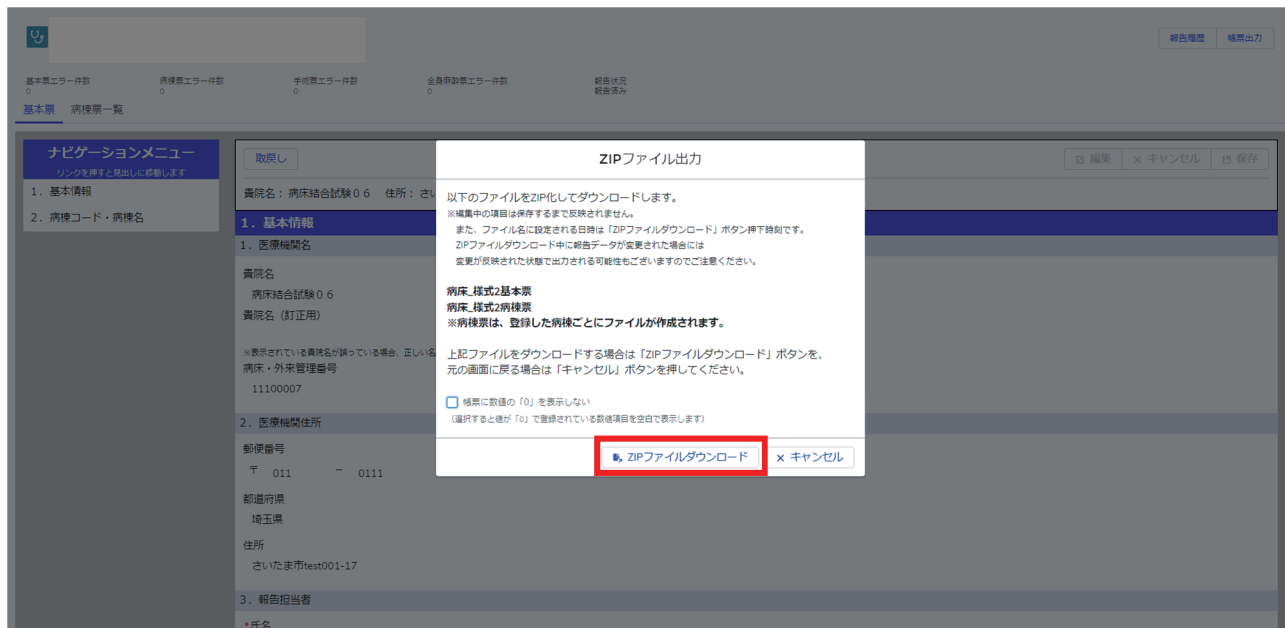 報告履歴 帳票出力
基本票エラー件数 病棟票エラー件数 手術票エラー件数 全身麻酔票エラー件数 報告状況
0 0 0 0 報告済み
基本票 病棟票一覧
ナビゲーションメニュー
リンクを押すと見出しに移動します
1. 基本情報
2. 病棟コード・病棟名
取戻し
編集 × キャンセル 保存
貴院名: 病床結合試験06 住所: さい
1. 基本情報
1. 医療機関名
貴院名
病床結合試験06
貴院名 (訂正用)
※表示されている貴院名が誤っている場合、正しい名
病床・外来管理番号
11100007
2. 医療機関住所
郵便番号
〒 011 － 0111
都道府県
埼玉県
住所
さいたま市test001-17
3. 報告担当者
*氏名
ZIPファイル出力
以下のファイルをZIP化してダウンロードします。
※編集中の項目は保存するまで反映されません。
また、ファイル名に設定される日時は「ZIPファイルダウンロード」ボタン押下時刻です。
ZIPファイルダウンロード中に報告データが変更された場合には
変更が反映された状態で出力される可能性もございますのでご注意ください。
病床_様式2基本票
病床_様式2病棟票
※病棟票は、登録した病棟ごとにファイルが作成されます。
上記ファイルをダウンロードする場合は「ZIPファイルダウンロード」ボタンを、
元の画面に戻る場合は「キャンセル」ボタンを押してください。
帳票に数値の「0」を表示しない
(選択すると値が「0」で登録されている数値項目を空白で表示します)
ZIPファイルダウンロード × キャンセル